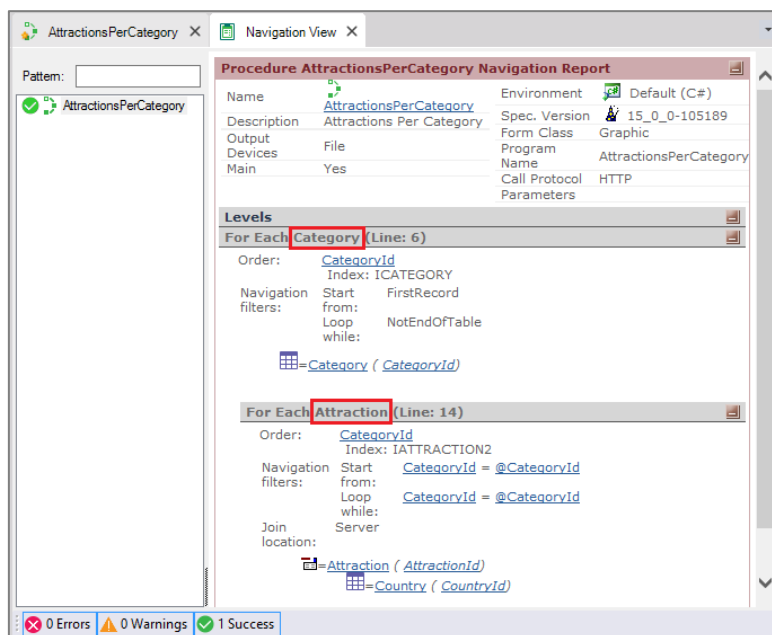 AttractionsPerCategory
Navigation View
Pattern:
AttractionsPerCategory
Procedure AttractionsPerCategory Navigation Report
Name AttractionsPerCategory
Description Attractions Per Category
Output Devices File
Main Yes
Environment Default (C#)
Spec. Version 15_0_0-105189
Form Class Graphic
Program Name AttractionsPerCategory
Call Protocol HTTP
Parameters
Levels
For Each Category (Line: 6)
Order: CategoryId
Index: ICATEGORY
Navigation filters: Start from: FirstRecord
Loop while: NotEndOfTable
=Category ( CategoryId)
For Each Attraction (Line: 14)
Order: CategoryId
Index: IATTRACTION2
Navigation filters: Start from: CategoryId = @CategoryId
Loop while: CategoryId = @CategoryId
Join location: Server
=Attraction ( AttractionId)
=Country ( CountryId)
0 Errors 0 Warnings 1 Success